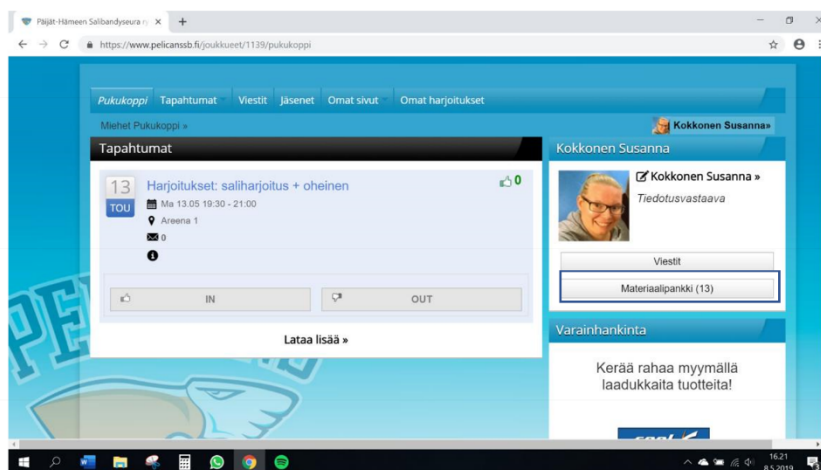 Päijät-Hämeen Salibandyseura ry
https://www.pelicanssb.fi/joukkueet/1139/pukukoppi
Pukukoppi Tapahtumat Viestit Jäsenet Omat sivut Omat harjoitukset
Miehet Pukukoppi »
Kokkonen Susanna»
Tapahtumat
13
TOU
Harjoitukset: saliharjoitus + oheinen
0
Ma 13.05 19:30 - 21:00
Areena 1
0
IN
OUT
Lataa lisää »
Kokkonen Susanna
Kokkonen Susanna »
Tiedotusvastaava
Viestit
Materiaalipankki (13)
Varainhankinta
Kerää rahaa myymällä
laadukkaita tuotteita!
16.21
8.5.2019